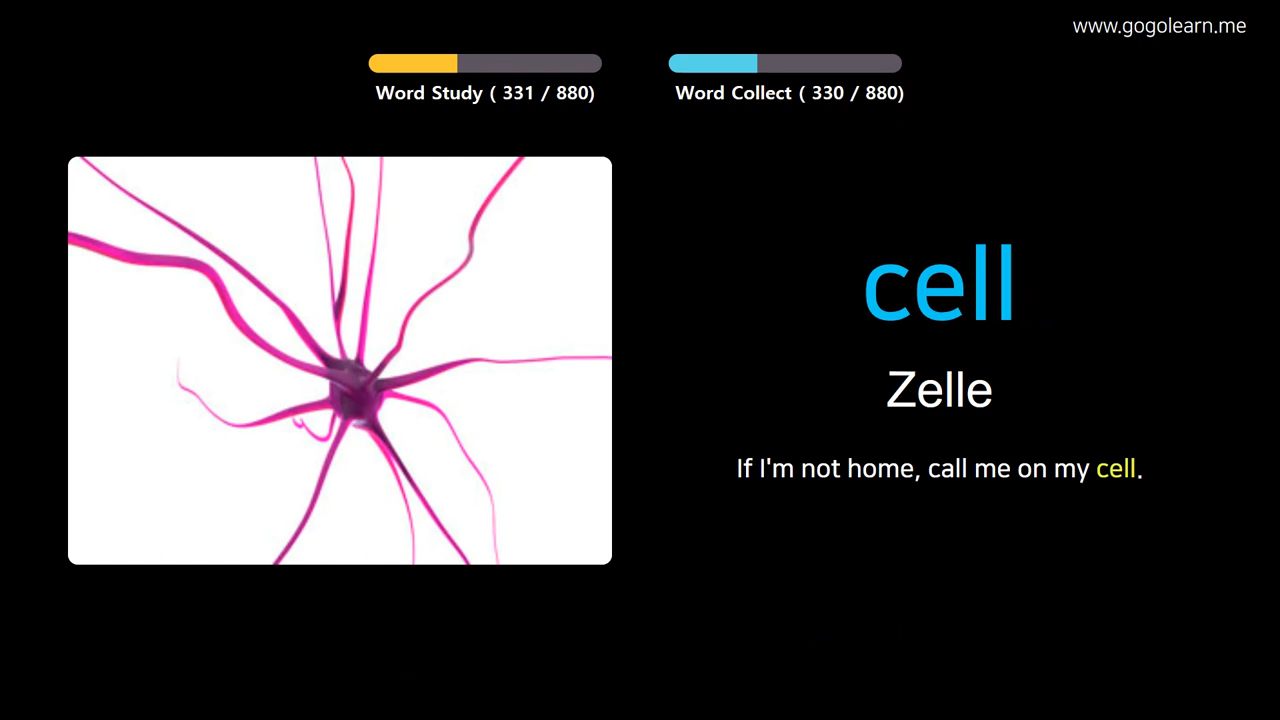 www.gogolearn.me
Word Study ( 331 / 880)
Word Collect ( 330 / 880)
cell
Zelle
If I'm not home, call me on my cell.